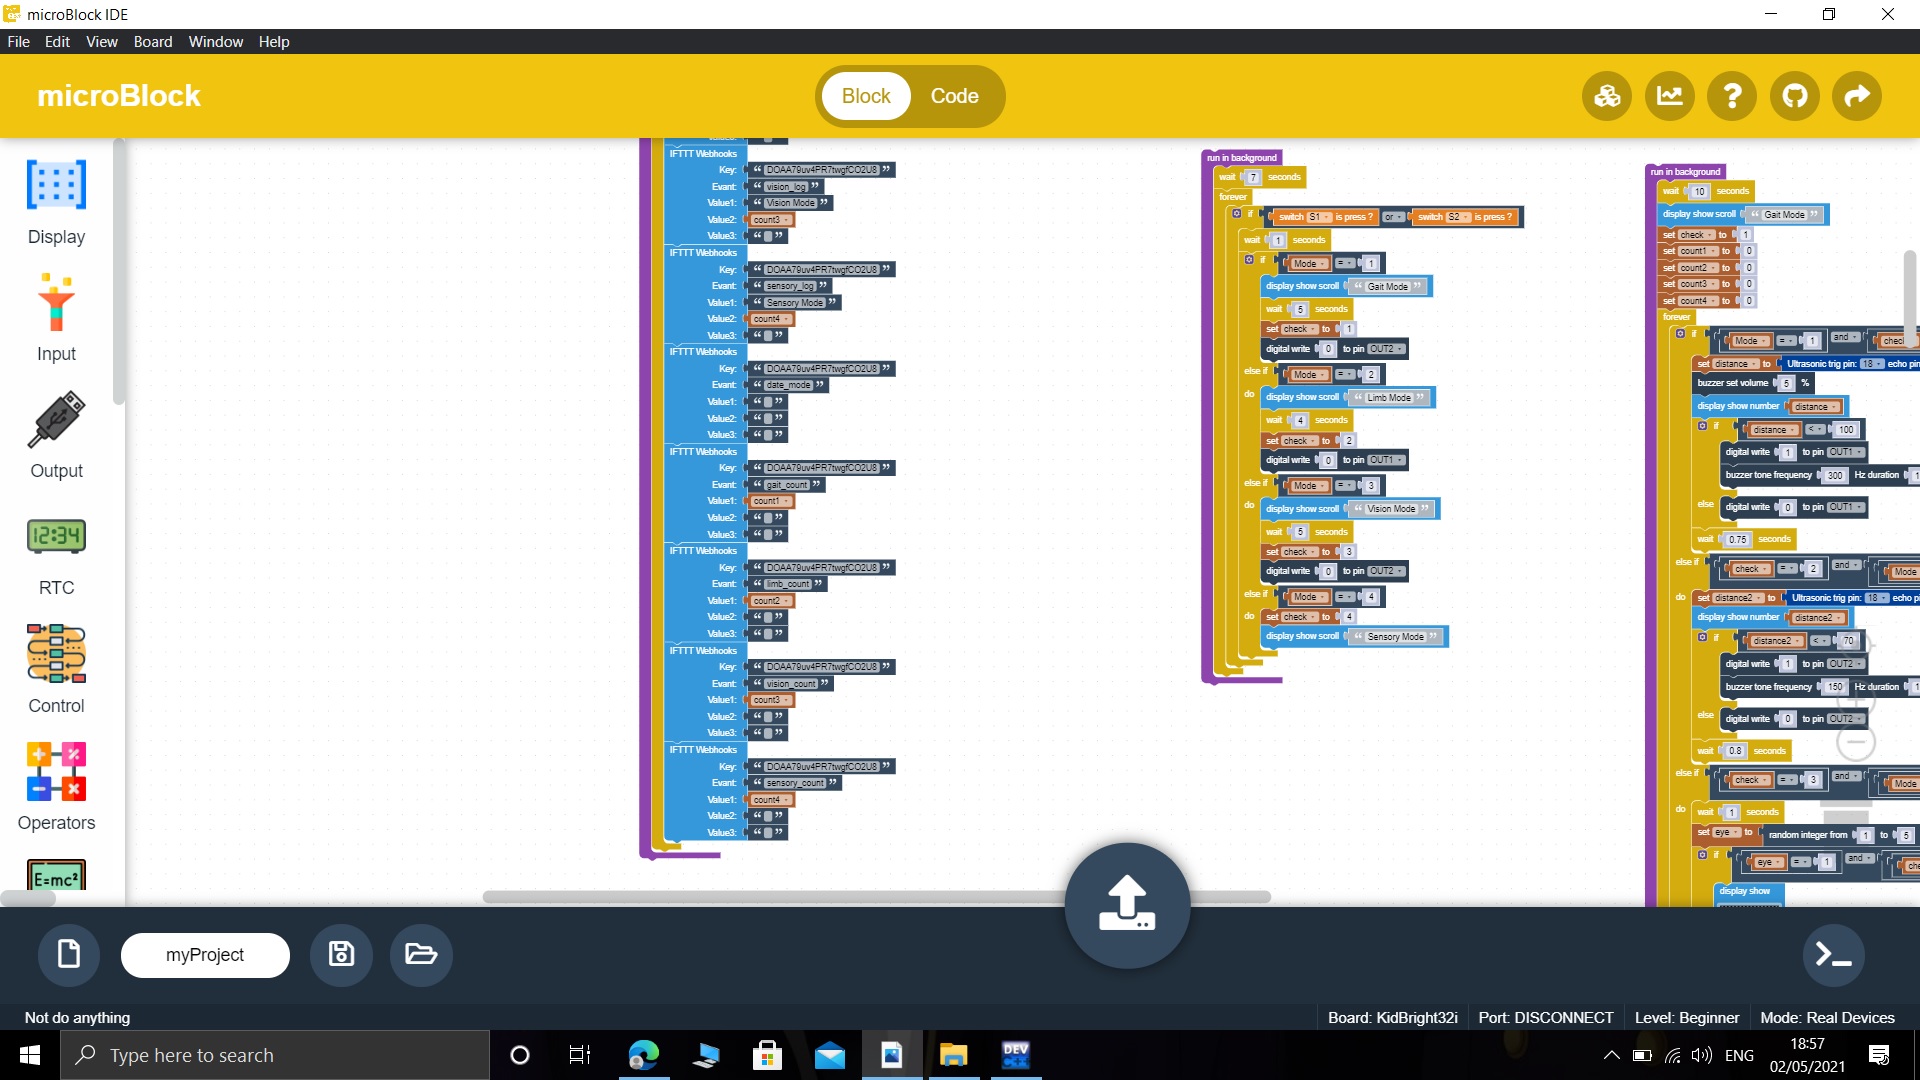 microBlock IDE
File Edit View Board Window Help
microBlock
Block Code
Display
Input
Output
12:34
RTC
Control
Operators
E=mc²
IFTTT Webhooks
Key: “ DOAA79uv4PR7twgfCO2U8 ”
Evant: “ vision_log ”
Value1: “ Vision Mode ”
Value2: count3
Value3: “ ”
IFTTT Webhooks
Key: “ DOAA79uv4PR7twgfCO2U8 ”
Evant: “ sensory_log ”
Value1: “ Sensory Mode ”
Value2: count4
Value3: “ ”
IFTTT Webhooks
Key: “ DOAA79uv4PR7twgfCO2U8 ”
Evant: “ date_mode ”
Value1: “ ”
Value2: “ ”
Value3: “ ”
IFTTT Webhooks
Key: “ DOAA79uv4PR7twgfCO2U8 ”
Evant: “ gait_count ”
Value1: count1
Value2: “ ”
Value3: “ ”
IFTTT Webhooks
Key: “ DOAA79uv4PR7twgfCO2U8 ”
Evant: “ limb_count ”
Value1: count2
Value2: “ ”
Value3: “ ”
IFTTT Webhooks
Key: “ DOAA79uv4PR7twgfCO2U8 ”
Evant: “ vision_count ”
Value1: count3
Value2: “ ”
Value3: “ ”
IFTTT Webhooks
Key: “ DOAA79uv4PR7twgfCO2U8 ”
Evant: “ sensory_count ”
Value1: count4
Value2: “ ”
Value3: “ ”
run in background
wait 7 seconds
forever
if switch S1 is press ? or switch S2 is press ?
wait 1 seconds
if Mode = 1
display show scroll “ Gait Mode ”
wait 5 seconds
set check to 1
digital write 0 to pin OUT2
else if Mode = 2
do display show scroll “ Limb Mode ”
wait 4 seconds
set check to 2
digital write 0 to pin OUT1
else if Mode = 3
do display show scroll “ Vision Mode ”
wait 5 seconds
set check to 3
digital write 0 to pin OUT2
else if Mode = 4
do set check to 4
display show scroll “ Sensory Mode ”
run in background
wait 10 seconds
display show scroll “ Gait Mode ”
set check to 1
set count1 to 0
set count2 to 0
set count3 to 0
set count4 to 0
forever
if Mode = 1 and
set distance to Ultrasonic trig pin: 18 echo pin
buzzer set volume 5 %
display show number distance
if distance < 100
digital write 1 to pin OUT1
buzzer tone frequency 300 Hz duration
else digital write 0 to pin OUT1
wait 0.75 seconds
else if check = 2 and Mode
do set distance2 to Ultrasonic trig pin: 18 echo
display show number distance2
if distance2 < 70
digital write 1 to pin OUT2
buzzer tone frequency 150 Hz duration
else digital write 0 to pin OUT2
wait 0.8 seconds
else if check = 3 and Mode
do wait 1 seconds
set eye to random integer from 1 to 5
if eye = 1 and
display show
myProject
Not do anything
Board: KidBright32i Port: DISCONNECT Level: Beginner Mode: Real Devices
Type here to search
DEV
ENG
18:57
02/05/2021